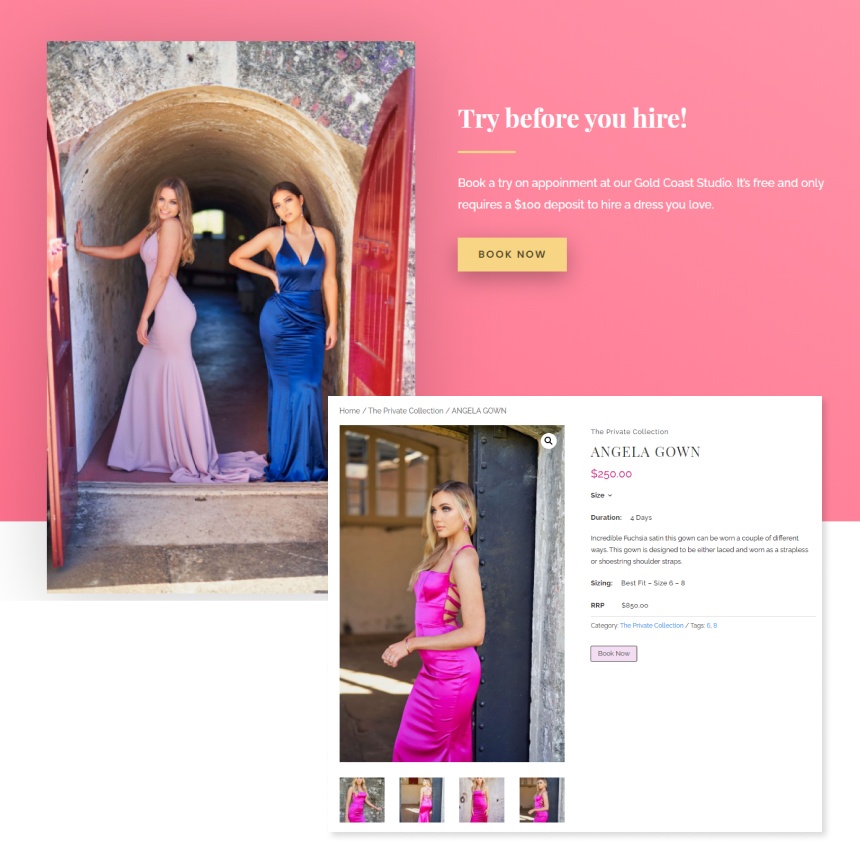 Try before you hire!
Book a try on appoinment at our Gold Coast Studio. It's free and only
requires a $100 deposit to hire a dress you love.
BOOK NOW
Home / The Private Collection / ANGELA GOWN
The Private Collection
ANGELA GOWN
$250.00
Size
Duration: 4 Days
Incredible Fuchsia satin this gown can be worn a couple of different
ways. This gown is designed to be either laced and worn as a strapless
or shoestring shoulder straps.
Sizing: Best Fit – Size 6 – 8
RRP $850.00
Category: The Private Collection / Tags: 6, 8
Book Now